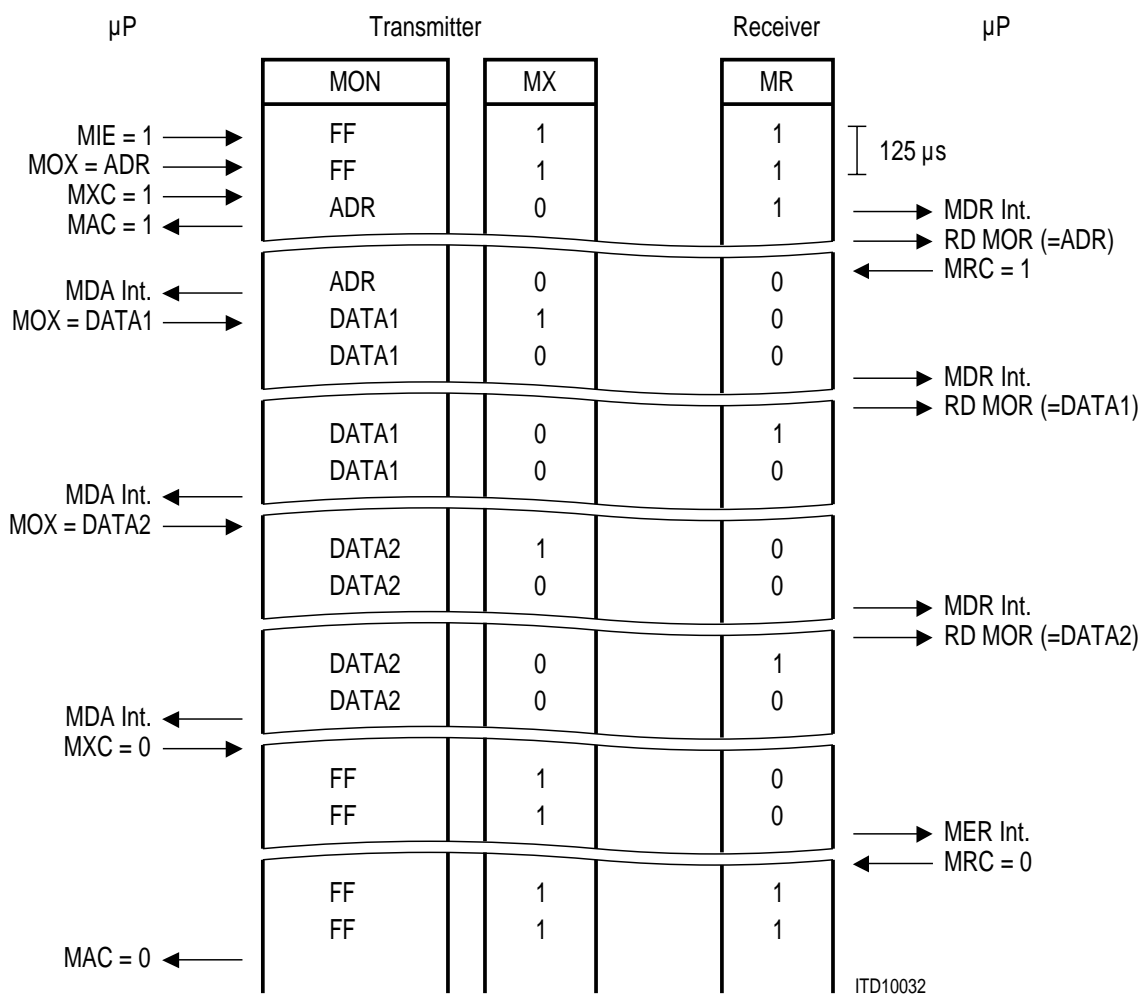 µP Transmitter Receiver µP
MON MX MR
MIE = 1 FF 1 1
125 µs
MOX = ADR FF 1 1
MXC = 1 ADR 0 1 MDR Int.
MAC = 1 RD MOR (=ADR)
ADR 0 0 MRC = 1
MDA Int.
MOX = DATA1 DATA1 1 0
DATA1 0 0
MDR Int.
RD MOR (=DATA1)
DATA1 0 1
DATA1 0 0
MDA Int.
MOX = DATA2
DATA2 1 0
DATA2 0 0
MDR Int.
RD MOR (=DATA2)
DATA2 0 1
DATA2 0 0
MDA Int.
MXC = 0
FF 1 0
FF 1 0
MER Int.
MRC = 0
FF 1 1
FF 1 1
MAC = 0
ITD10032